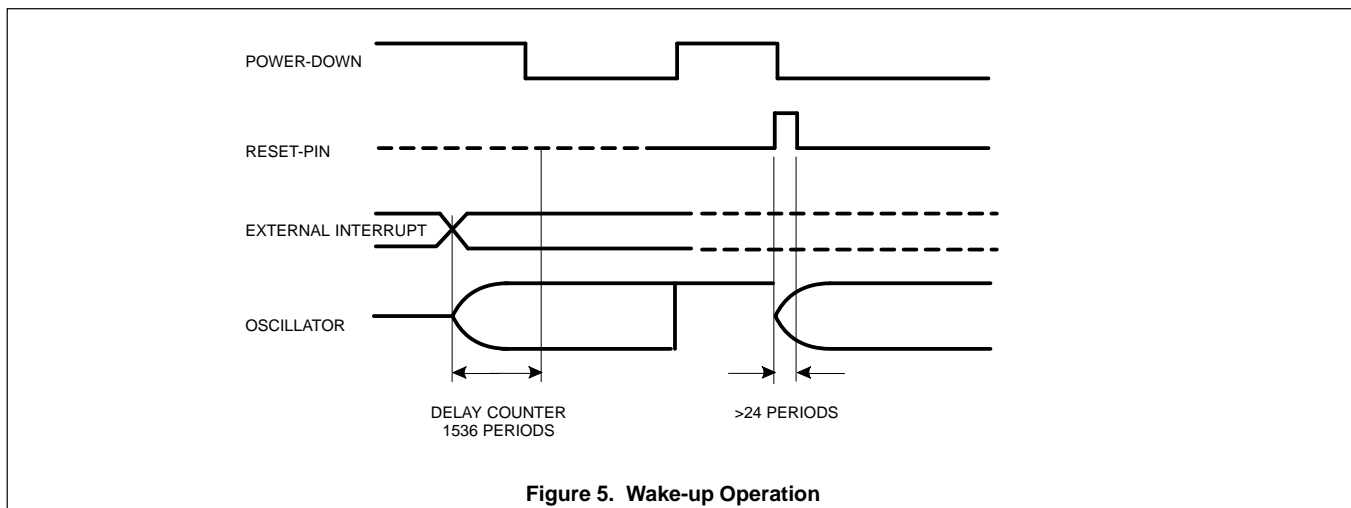 POWER-DOWN
RESET-PIN
EXTERNAL INTERRUPT
OSCILLATOR
DELAY COUNTER
1536 PERIODS
>24 PERIODS
Figure 5. Wake-up Operation